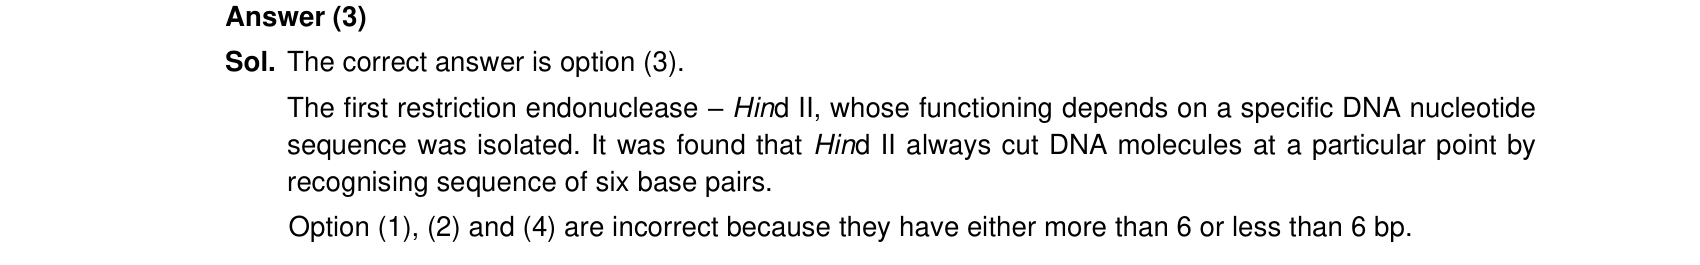 Answer (3)
Sol. The correct answer is option (3).
The first restriction endonuclease – Hind II, whose functioning depends on a specific DNA nucleotide
sequence was isolated. It was found that Hind II always cut DNA molecules at a particular point by
recognising sequence of six base pairs.
Option (1), (2) and (4) are incorrect because they have either more than 6 or less than 6 bp.